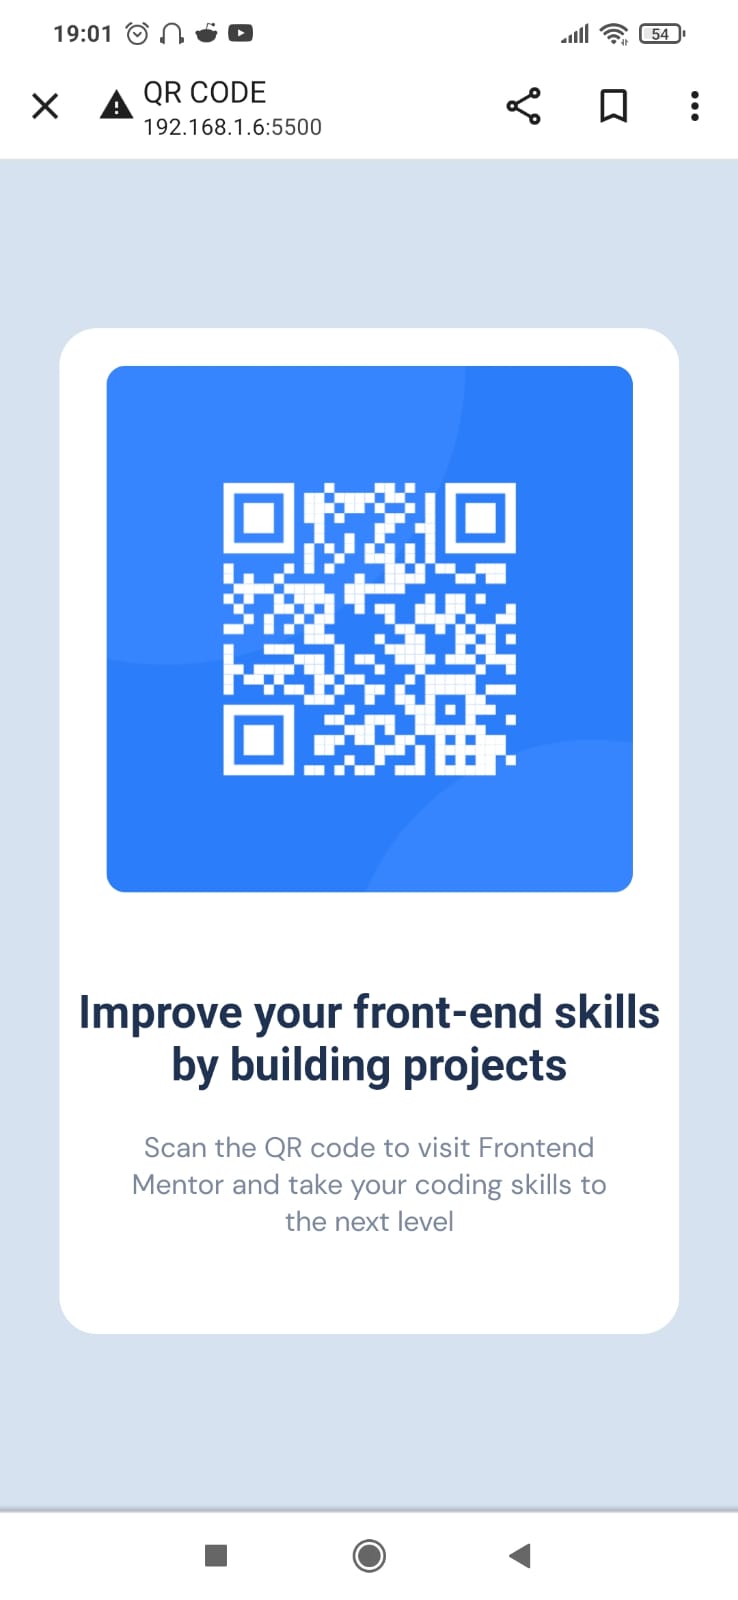 19:01
54
QR CODE
192.168.1.6:5500
Improve your front-end skills
by building projects
Scan the QR code to visit Frontend
Mentor and take your coding skills to
the next level